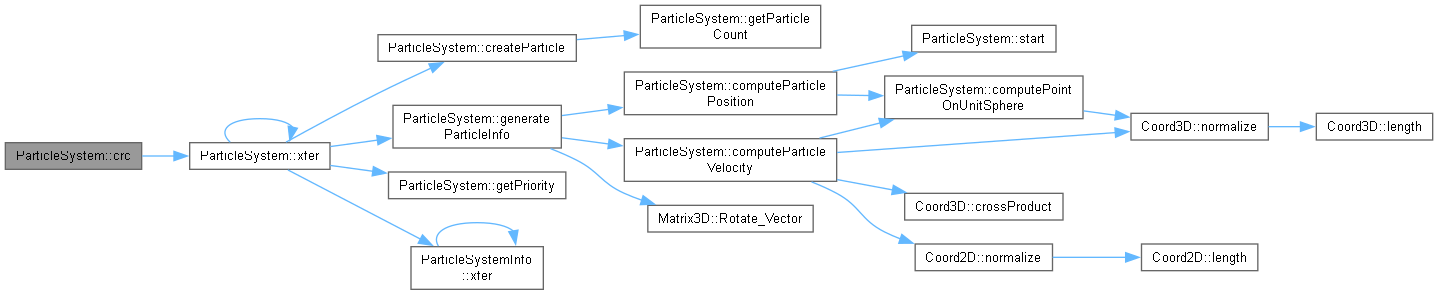 ParticleSystem::crc
ParticleSystem::xfer
ParticleSystem::createParticle
ParticleSystem::generate
ParticleInfo
ParticleSystem::getPriority
ParticleSystemInfo
::xfer
ParticleSystem::getParticle
Count
ParticleSystem::computeParticle
Position
ParticleSystem::computeParticle
Velocity
Matrix3D::Rotate_Vector
ParticleSystem::start
ParticleSystem::computePoint
OnUnitSphere
Coord3D::crossProduct
Coord2D::normalize
Coord3D::normalize
Coord2D::length
Coord3D::length